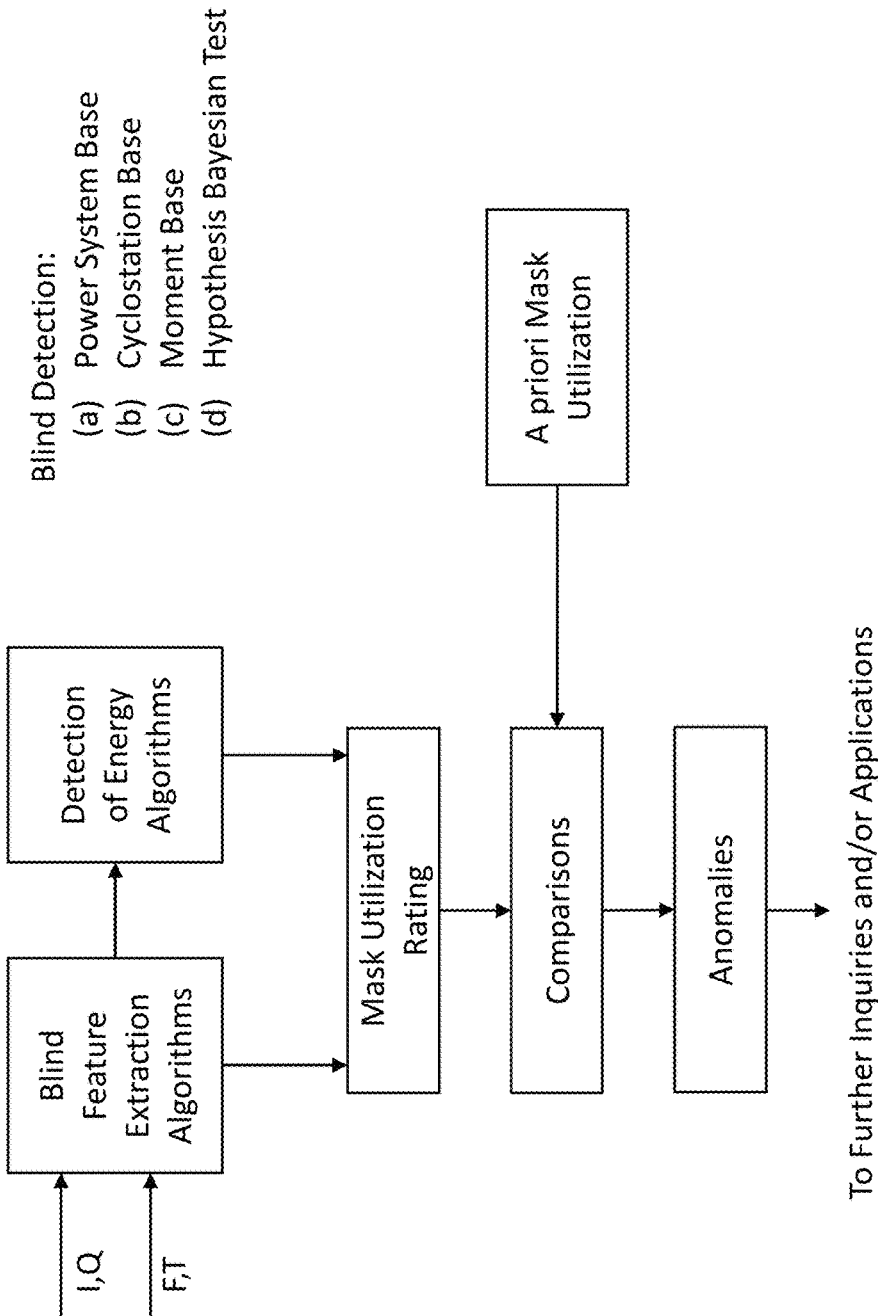 Blind Detection:
(a) Power System Base
(b) Cyclostation Base
(c) Moment Base
(d) Hypothesis Bayesian Test
I,Q
F,T
Blind
Feature
Extraction
Algorithms
Detection
of Energy
Algorithms
Mask Utilization
Rating
Comparisons
A priori Mask
Utilization
Anomalies
To Further Inquiries and/or Applications